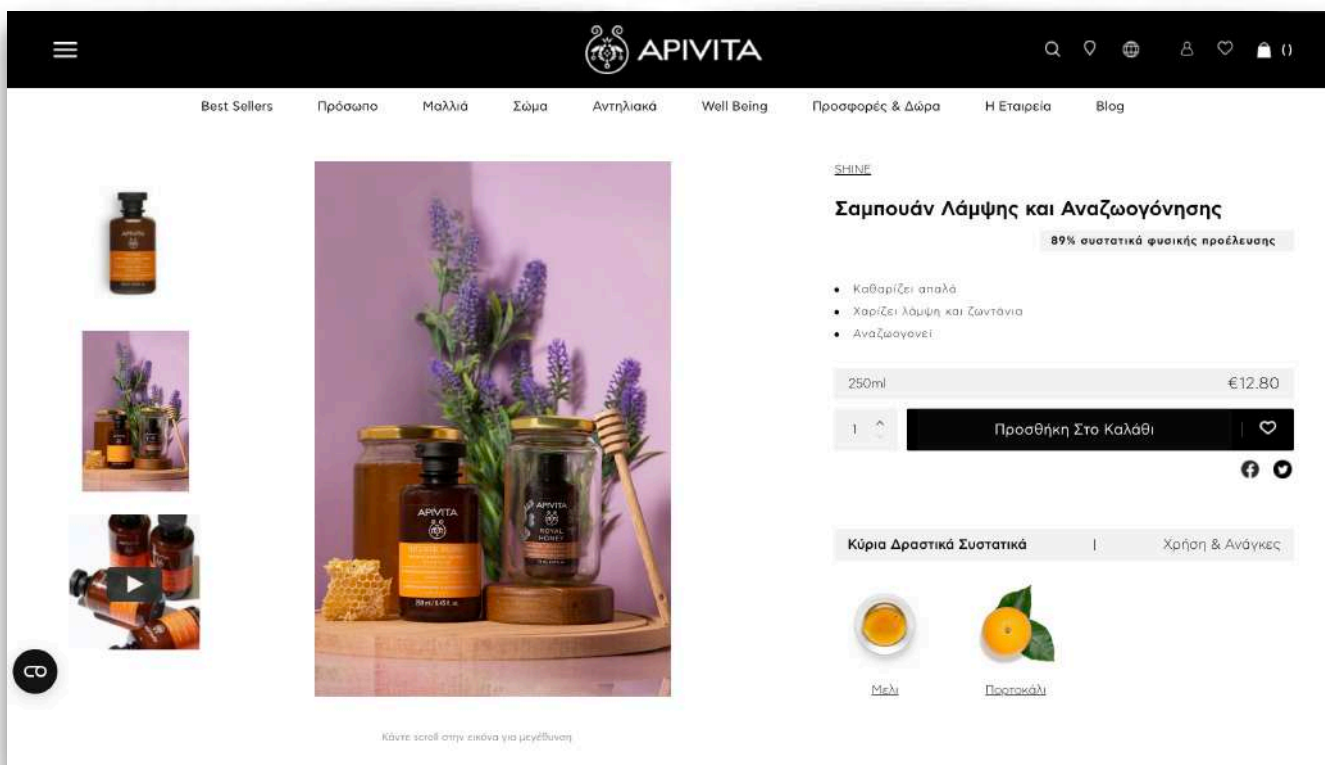 APIVITA
()
Best Sellers Πρόσωπο Μαλλιά Σώμα Αντηλιακά Well Being Προσφορές & Δώρα Η Εταιρεία Blog
SHINE
Σαμπουάν Λάμψης και Αναζωογόνησης
89% συστατικά φυσικής προέλευσης
Καθαρίζει απαλά
Χαρίζει λάμψη και ζωντάνια
Αναζωογονεί
250ml €12.80
1 Προσθήκη Στο Καλάθι
Κύρια Δραστικά Συστατικά | Χρήση & Ανάγκες
Μελι Πορτοκάλι
Κάντε scroll στην εικόνα για μεγέθυνση
APIVITA
APIVITA
ROYAL
HONEY
APIVITA